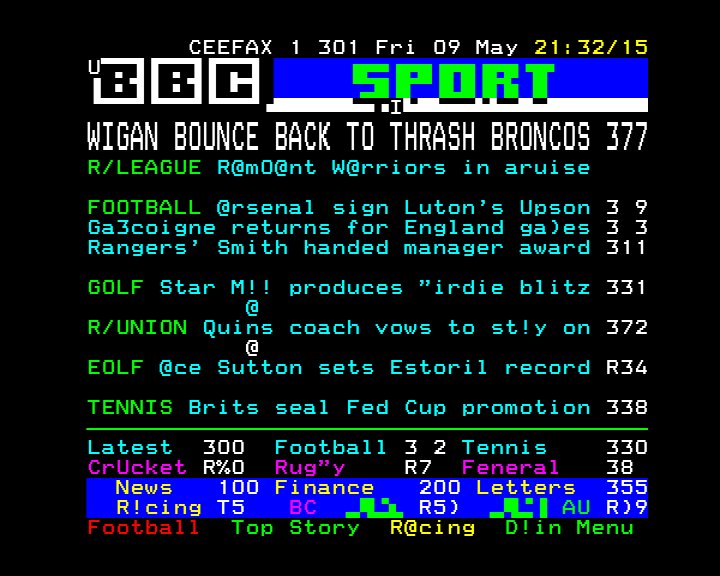 CEEFAX 1 301 Fri 09 May 21:32/15
U
BBC SPORT
I
WIGAN BOUNCE BACK TO THRASH BRONCOS 377
R/LEAGUE R@mO@nt W@rriors in aruise
FOOTBALL @rsenal sign Luton's Upson 3 9
Ga3coigne returns for England ga)es 3 3
Rangers' Smith handed manager award 311
GOLF Star M!! produces "irdie blitz 331
@
R/UNION Quins coach vows to st!y on 372
@
EOLF @ce Sutton sets Estoril record R34
TENNIS Brits seal Fed Cup promotion 338
Latest 300 Football 3 2 Tennis 330
CrUcket R%O Rug"y R7 Feneral 38
News 100 Finance 200 Letters 355
R!cing T5 BC R5) AU R)9
Football Top Story R@cing D!in Menu